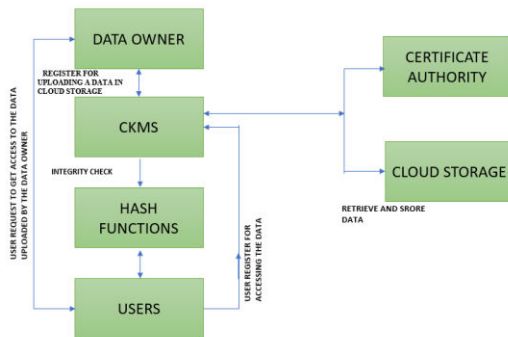 DATA OWNER
REGISTER FOR
UPLOADING A DATA IN
CLOUD STORAGE
CKMS
INTEGRITY CHECK
HASH
FUNCTIONS
USERS
USER REQUEST TO GET ACCESS TO THE DATA
UPLOADED BY THE DATA OWNER
USER REGISTER FOR
ACCESSING THE DATA
CERTIFICATE
AUTHORITY
CLOUD STORAGE
RETRIEVE AND SRORE
DATA